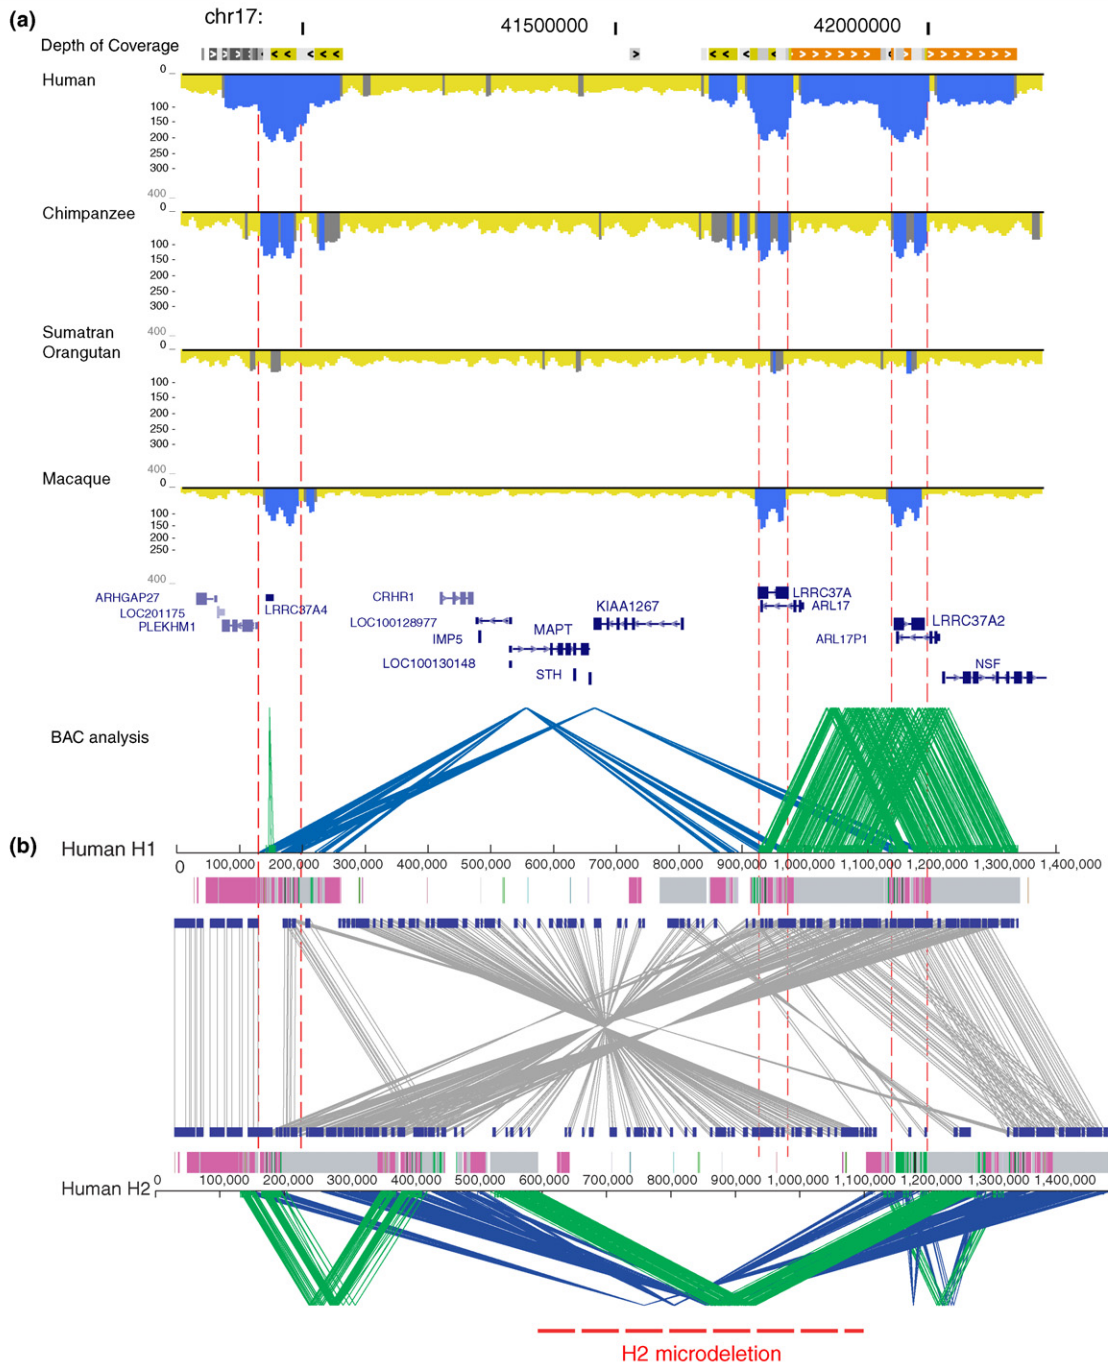 (a)
chr17:
41500000
42000000
Depth of Coverage
Human
0
100
150
200
250
300
400
Chimpanzee
0
100
150
200
250
300
400
Sumatran
Orangutan
0
100
150
200
250
300
400
Macaque
0
100
150
200
250
400
ARHGAP27
LOC201175
PLEKHM1
LRRC37A4
CRHR1
LOC100128977
IMP5
MAPT
LOC100130148
STH
KIAA1267
LRRC37A
ARL17
LRRC37A2
ARL17P1
NSF
BAC analysis
(b)
Human H1
0 100,000 200,000 300,000 400,000 500,000 600,000 700,000 800,000 900,000 1,000,000 1,100,000 1,200,000 1,300,000 1,400,000
Human H2
0 100,000 200,000 300,000 400,000 500,000 600,000 700,000 800,000 900,000 1,000,000 1,100,000 1,200,000 1,300,000 1,400,000
H2 microdeletion